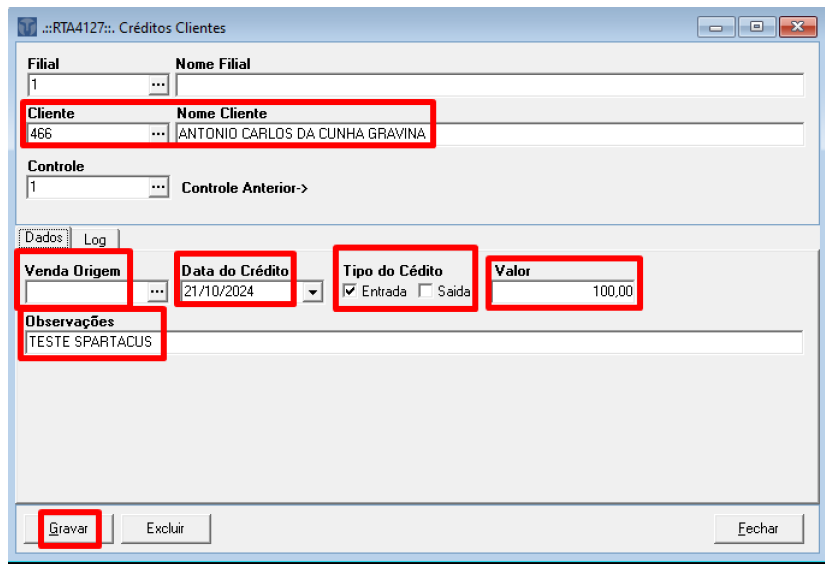 .::RTA4127::. Créditos Clientes
Filial Nome Filial
1 ...
Cliente Nome Cliente
466 ... ANTONIO CARLOS DA CUNHA GRAVINA
Controle
1 ... Controle Anterior->
Dados Log
Venda Origem Data do Crédito Tipo do Cédito Valor
... 21/10/2024 Entrada Saida 100,00
Observações
TESTE SPARTACUS
Gravar Excluir Fechar